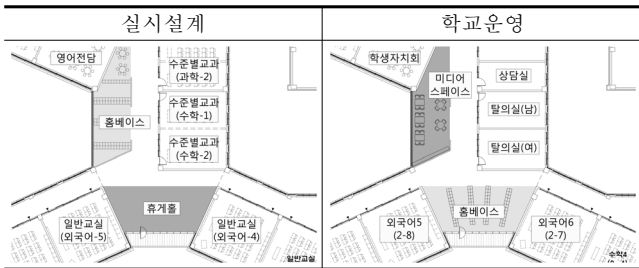 실시설계
학교운영
영어전담
수준별교과
(과학-2)
수준별교과
(수학-1)
홈베이스
수준별교과
(수학-2)
휴게홀
일반교실
(외국어-5)
일반교실
(외국어-4)
일반교실
학생자치회
미디어
스페이스
상담실
탈의실(남)
탈의실(여)
홈베이스
외국어5
(2-8)
외국어6
(2-7)
수학4